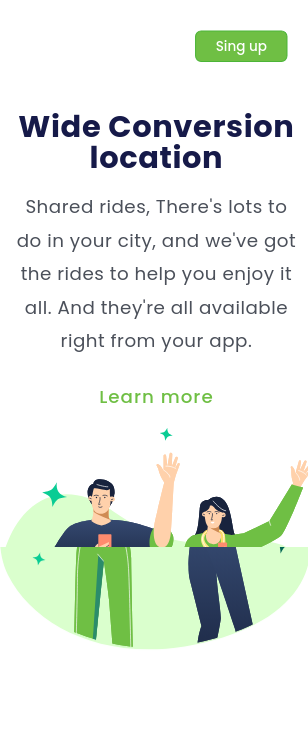 Sing up
Wide Conversion
location
Shared rides, There's lots to
do in your city, and we've got
the rides to help you enjoy it
all. And they're all available
right from your app.
Learn more